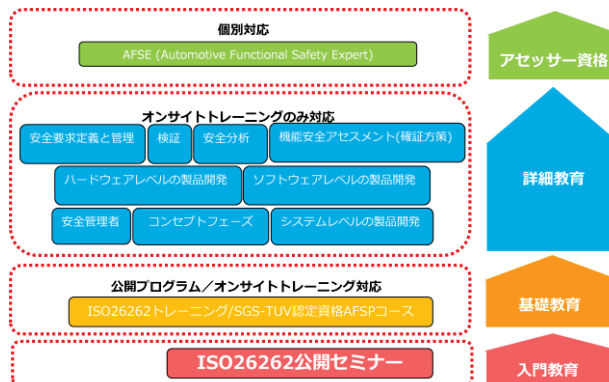 個別対応
AFSE (Automotive Functional Safety Expert)
アセッサー資格
オンサイトトレーニングのみ対応
安全要求定義と管理
検証
安全分析
機能安全アセスメント(確証方策)
ハードウェアレベルの製品開発
ソフトウェアレベルの製品開発
安全管理者
コンセプトフェーズ
システムレベルの製品開発
詳細教育
公開プログラム／オンサイトトレーニング対応
ISO26262トレーニング/SGS-TUV認定資格AFSPコース
基礎教育
ISO26262公開セミナー
入門教育